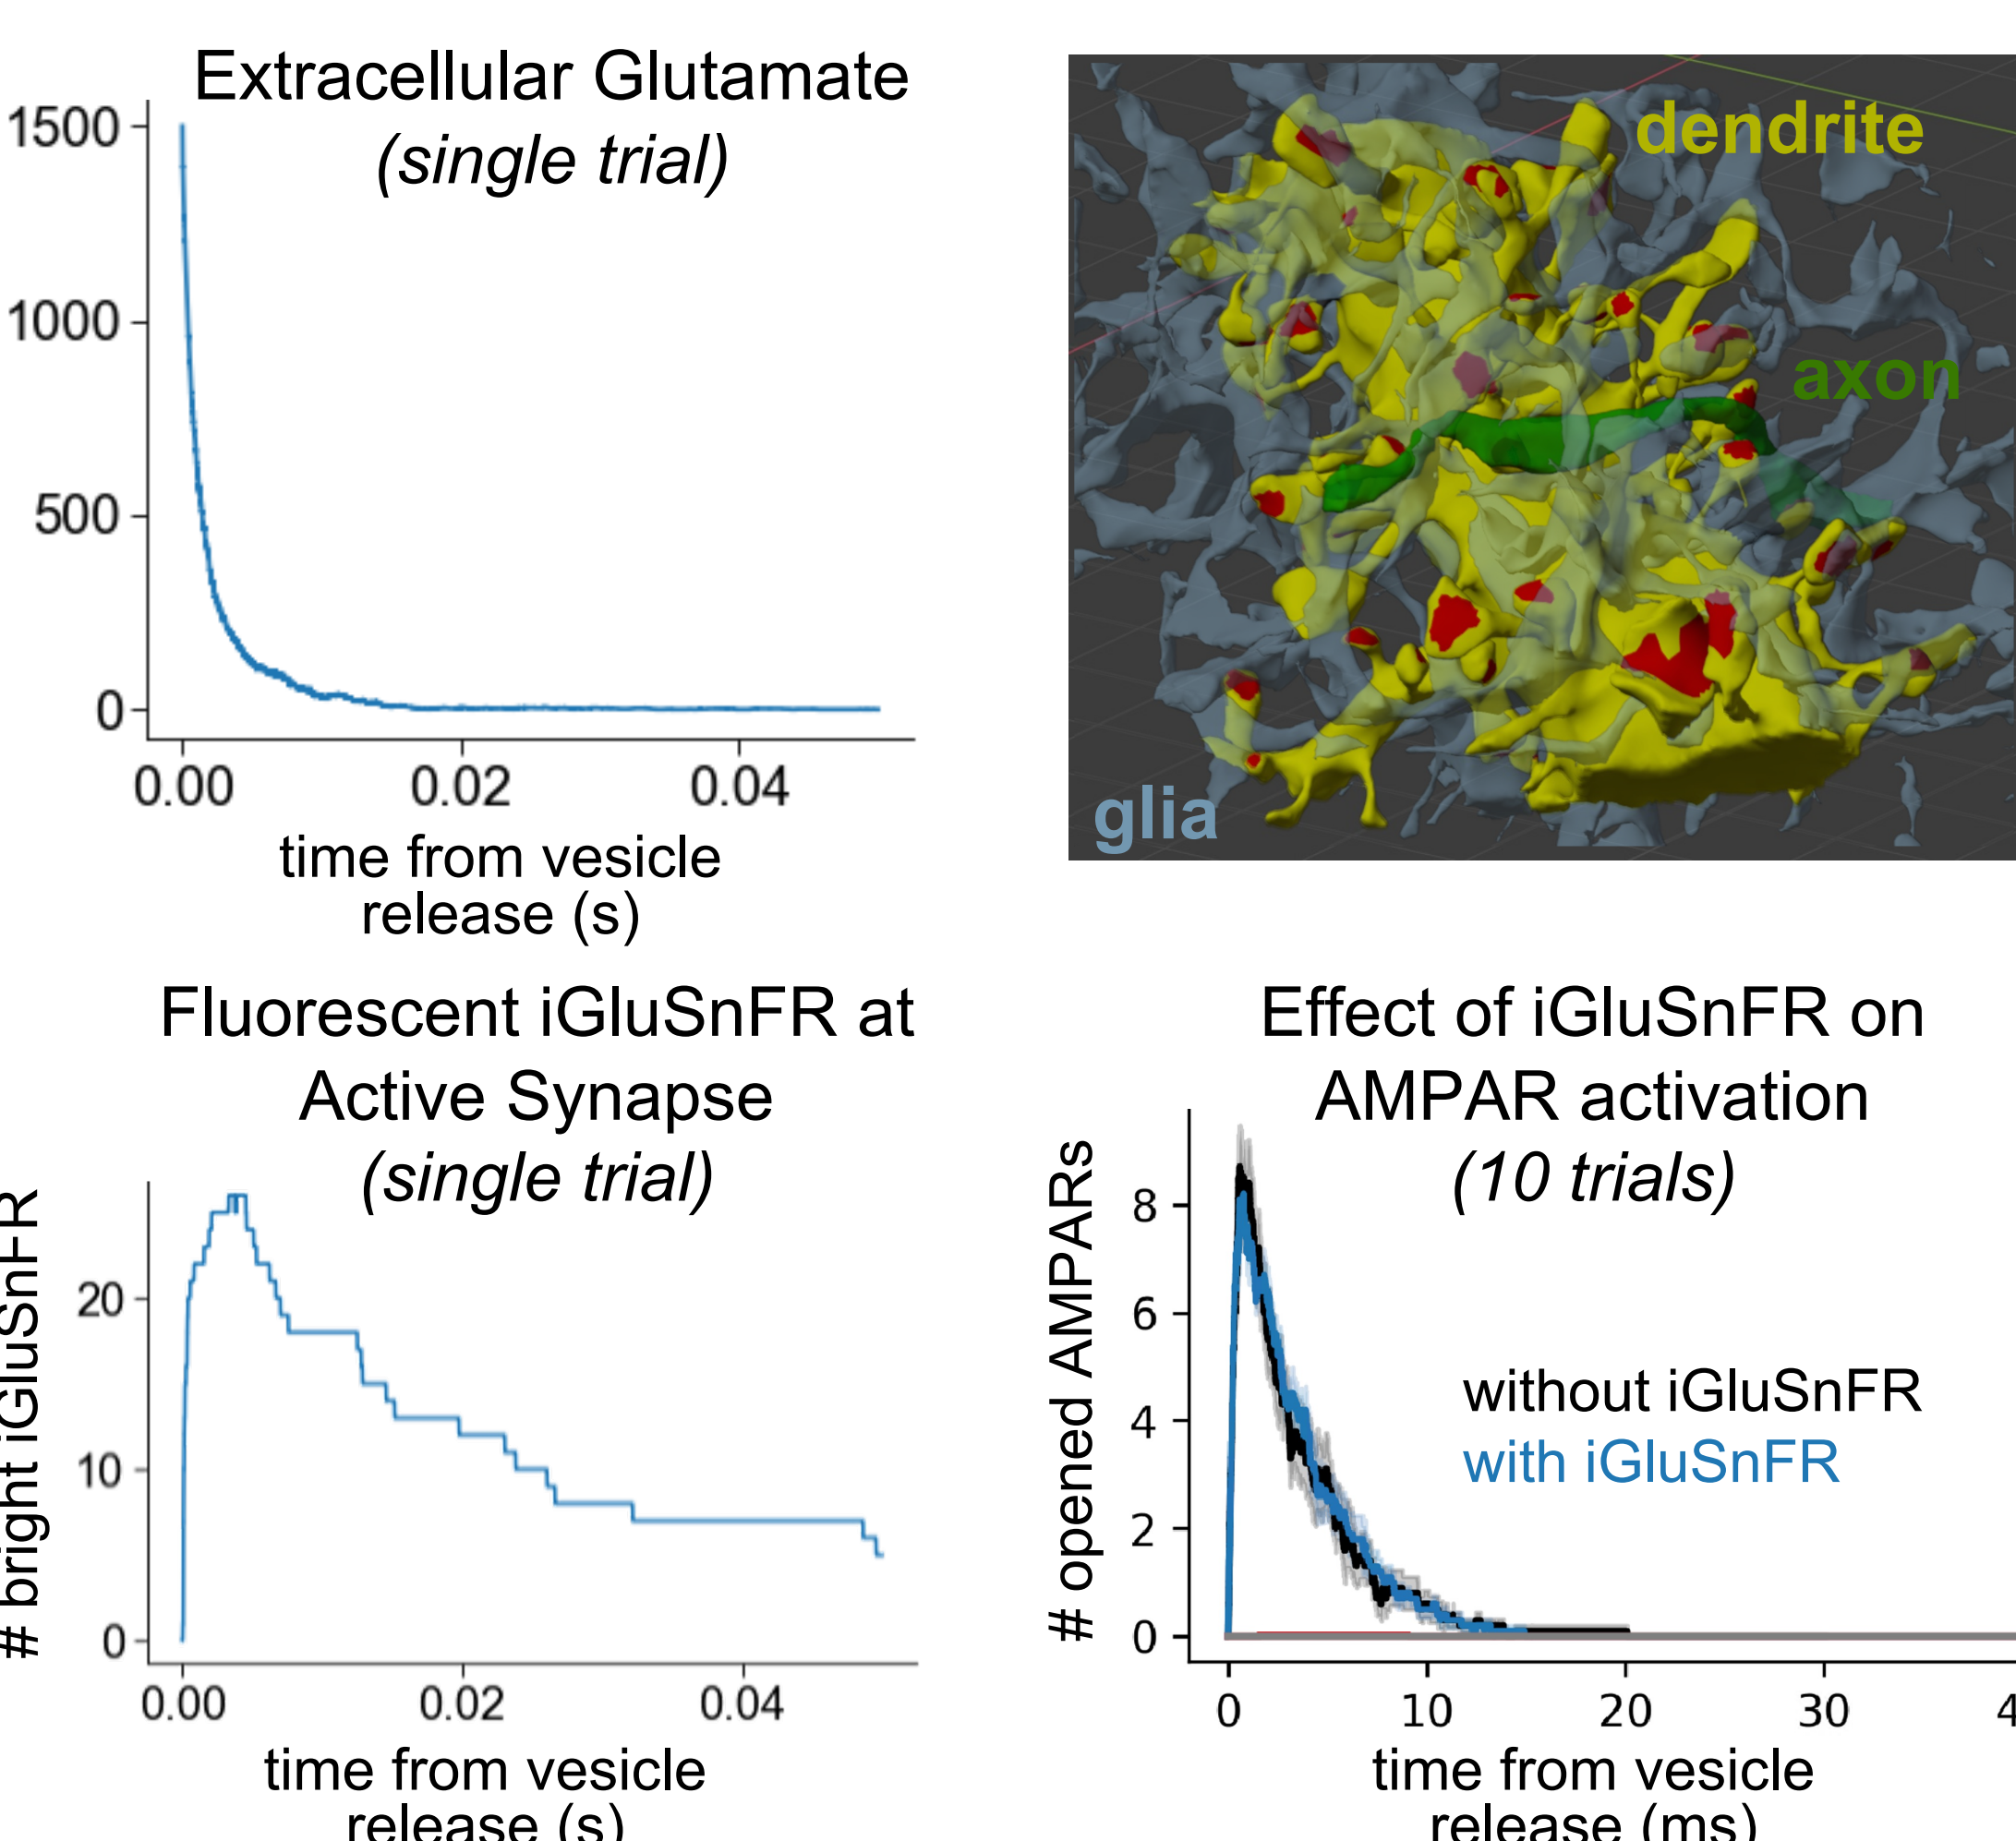 Extracellular Glutamate
(single trial)
1500
1000
500
0
0.00 0.02 0.04
time from vesicle
release (s)
dendrite
axon
glia
Fluorescent iGluSnFR at
Active Synapse
(single trial)
# bright iGluSnFR
20
10
0
0.00 0.02 0.04
time from vesicle
release (s)
Effect of iGluSnFR on
AMPAR activation
(10 trials)
# opened AMPARs
8
6
4
2
0
without iGluSnFR
with iGluSnFR
0 10 20 30 4
time from vesicle
release (ms)